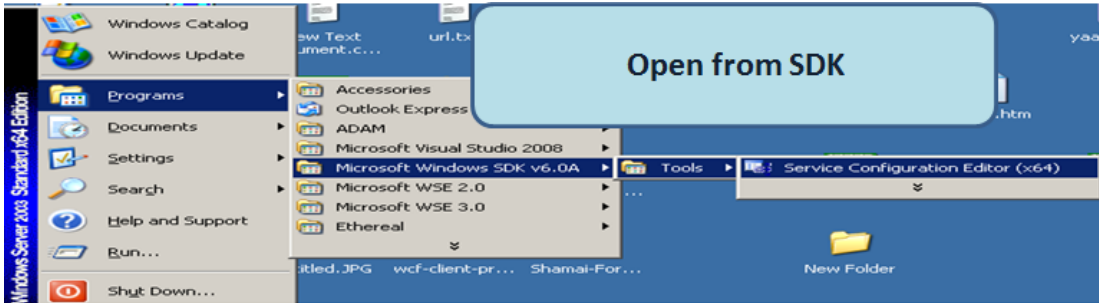 Open from SDK
Windows Server 2003 Standard x64 Edition
Windows Catalog
Windows Update
Programs
Documents
Settings
Search
Help and Support
Run...
Shut Down...
Accessories
Outlook Express
ADAM
Microsoft Visual Studio 2008
Microsoft Windows SDK v6.0A
Microsoft WSE 2.0
Microsoft WSE 3.0
Ethereal
Tools
Service Configuration Editor (x64)
ew Text
ument.c...
url.tx
yaa
.htm
...
itled.JPG
wcf-client-pr...
Shamai-For...
New Folder